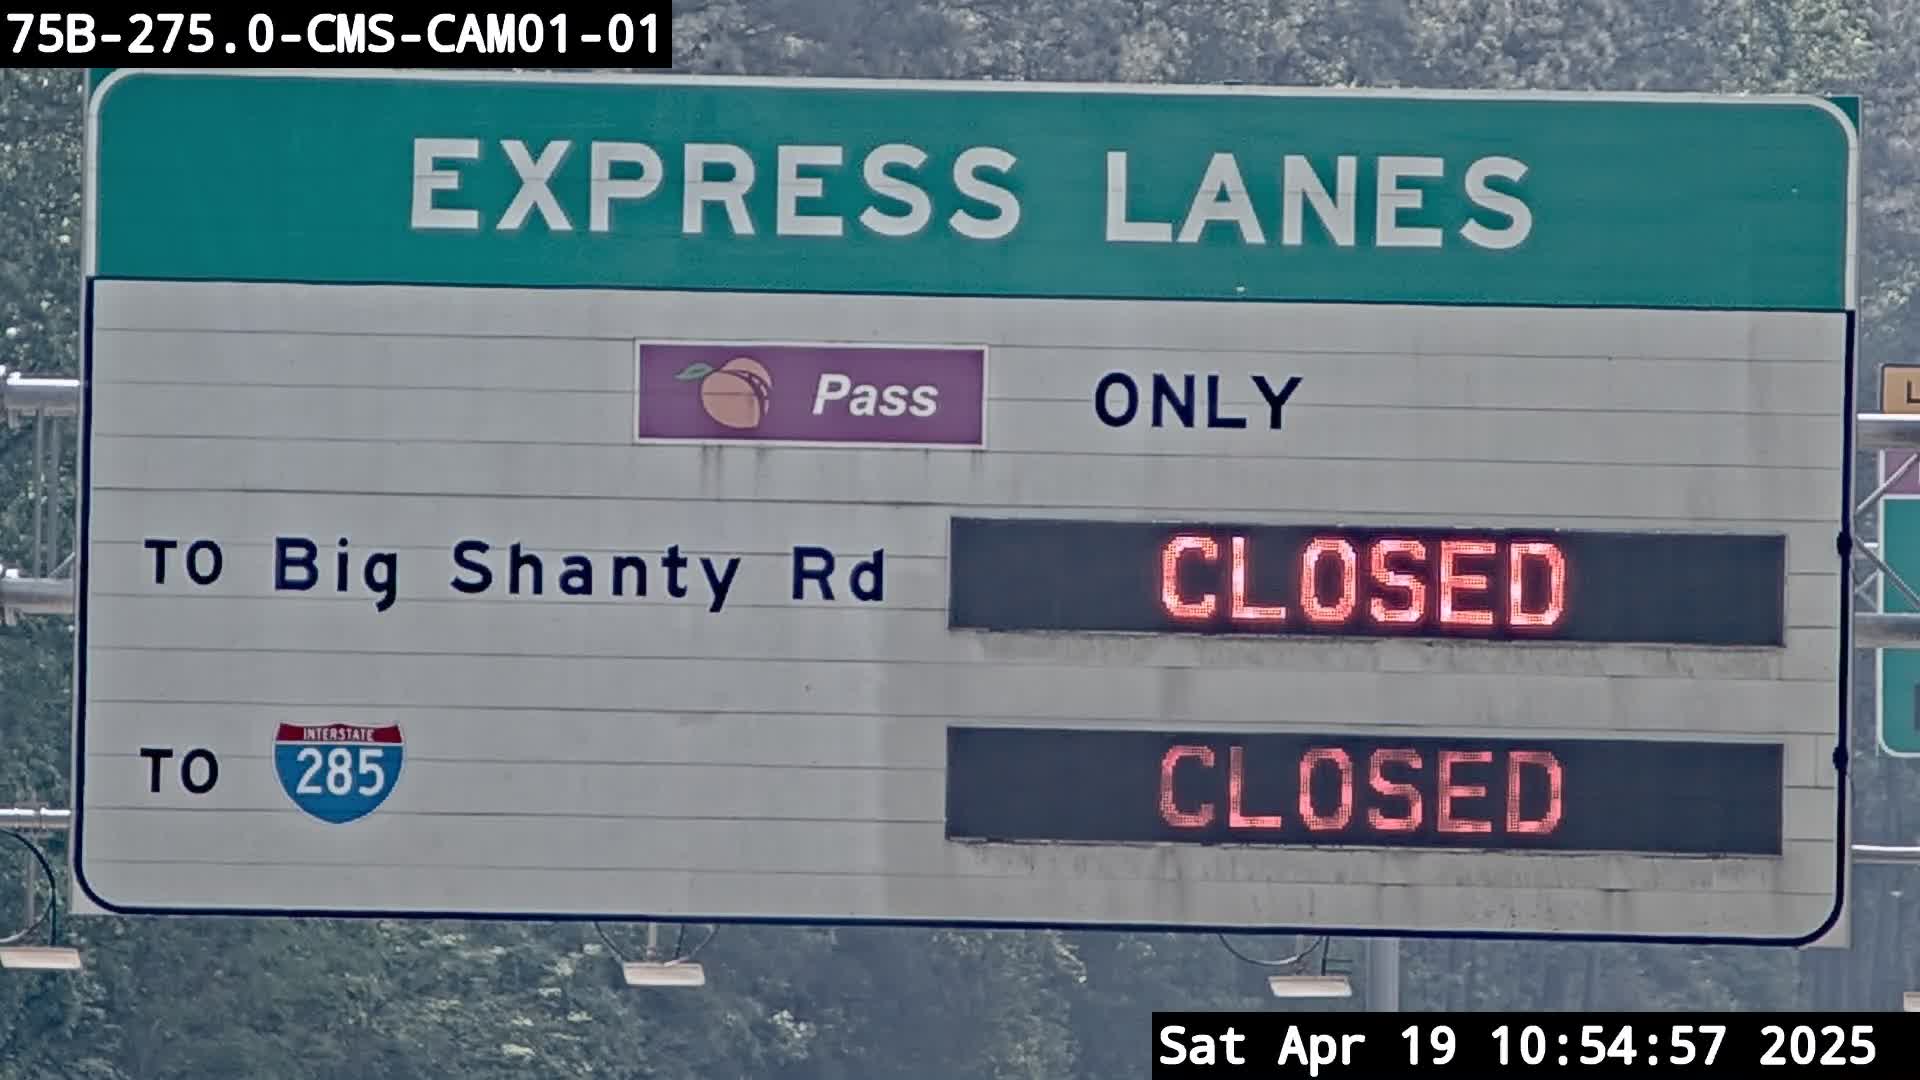 75B-275.0-CMS-CAM01-01
EXPRESS LANES
Pass ONLY
TO Big Shanty Rd CLOSED
TO INTERSTATE 285 CLOSED
Sat Apr 19 10:54:57 2025